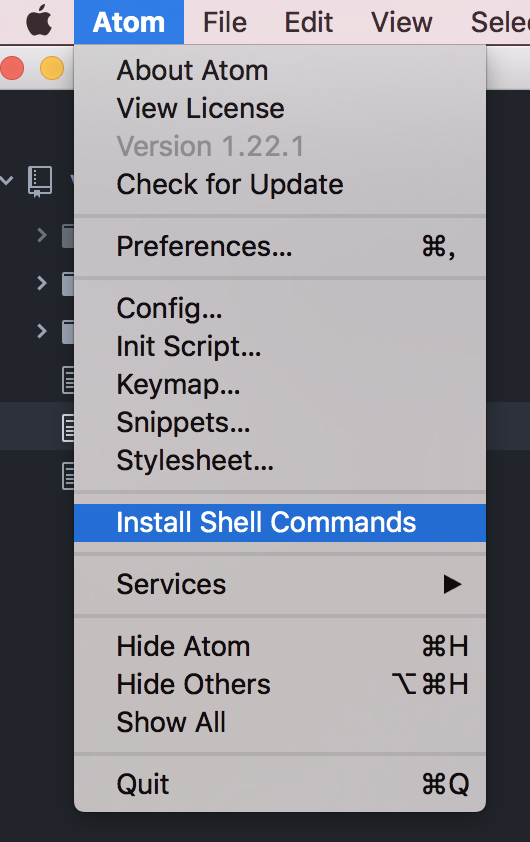 Atom File Edit View Selec
About Atom
View License
Version 1.22.1
Check for Update
Preferences... ⌘,
Config...
Init Script...
Keymap...
Snippets...
Stylesheet...
Install Shell Commands
Services ▶
Hide Atom ⌘H
Hide Others ⌥⌘H
Show All
Quit ⌘Q